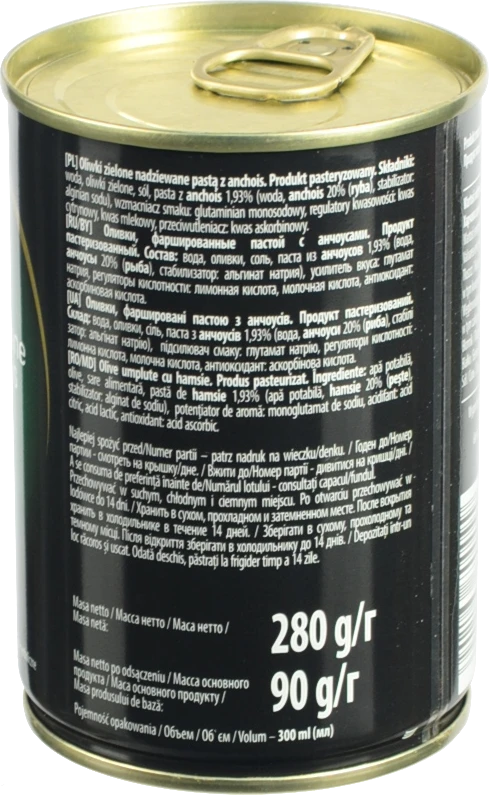 [PL] Oliwki zielone nadziewane pastą z anchois. Produkt pasteryzowany. Składniki:
woda, oliwki zielone, sól, pasta z anchois 1,93% (woda, anchois 20% (ryba), stabilizator:
alginian sodu), wzmacniacz smaku: glutaminian monosodowy, regulatory kwasowości: kwas
cytrynowy, kwas mlekowy, przeciwutleniacz: kwas askorbinowy.
[RU/BY] Оливки, фаршированные пастой с анчоусами. Продукт
пастеризованный. Состав: вода, оливки, соль, паста из анчоусов 1,93% (вода,
анчоусы 20% (рыба), стабилизатор: альгинат натрия), усилитель вкуса: глутамат
натрия, регуляторы кислотности: лимонная кислота, молочная кислота, антиоксидант:
аскорбиновая кислота.
[UA] Оливки, фаршировані пастою з анчоусів. Продукт пастеризований.
Склад: вода, оливки, сіль, паста з анчоусів 1,93% (вода, анчоуси 20% (риба), стабілі
затор: альгінат натрію), підсилювач смаку: глутамат натрію, регулятори кислотності:
лимонна кислота, молочна кислота, антиоксидант: аскорбінова кислота.
[RO/MD] Olive umplute cu hamsie. Produs pasteurizat. Ingrediente: apă potabilă,
olive, sare alimentară, pastă de hamsie 1,93% (apă potabilă, hamsie 20% (pește),
stabilizator: alginat de sodiu), potențiator de aromă: monoglutamat de sodiu, acidifiant: acid
citric, acid lactic, antioxidant: acid ascorbic.
Najlepiej spożyć przed/Numer partii – patrz nadruk na wieczku/denku. / Годен до/Номер
партии - смотреть на крышку/дне. / Вжити до/Номер партії - дивитися на кришці/дні. /
A se consuma de preferință inainte de/Numărul lotului - consultați capacul/fundul.
Przechowywać w suchym, chłodnym i ciemnym miejscu. Po otwarciu przechowywać w
lodówce do 14 dni. / Хранить в сухом, прохладном и затемненном месте. После вскрытия
хранить в холодильнике в течение 14 дней. / Зберігати в сухому, прохолодному та
темному місці. Після відкриття зберігати в холодильнику до 14 днів. / Depozitați intr-un
loc răcoros și uscat. Odată deschis, păstrați la frigider timp a 14 zile.
Masa netto / Масса нетто / Маса нетто /
Masa netă:
280 g/г
Masa netto po odsączeniu / Масса основного
продукта / Маса основного продукту /
Masa produsului de bază:
90 g/г
Pojemność opakowania / Объем / Об`єм / Volum – 300 ml (мл)